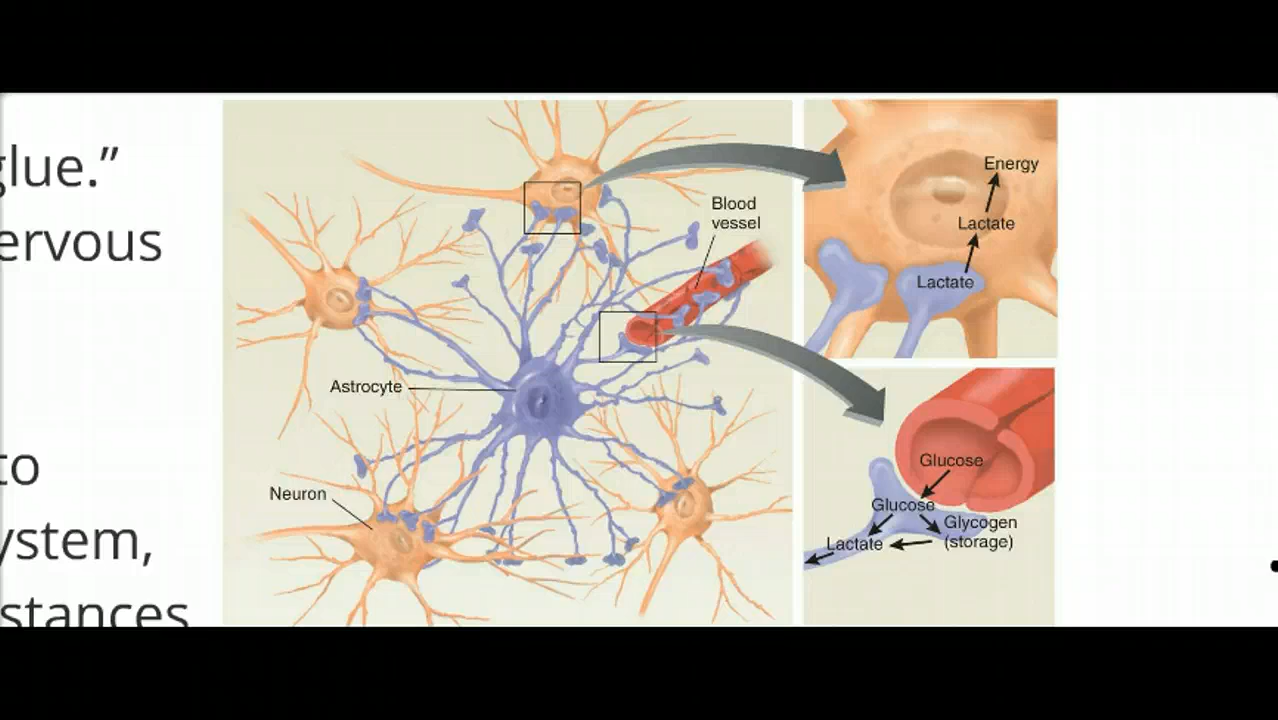 glue.”
ervous
to
ystem,
stances
Blood
vessel
Astrocyte
Neuron
Energy
Lactate
Lactate
Glucose
Glucose
Glycogen
(storage)
Lactate